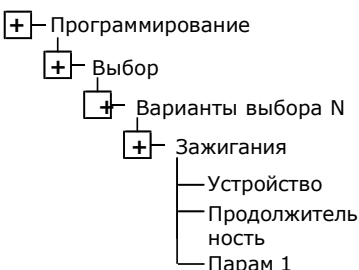 Программирование
Выбор
Варианты выбора N
Зажигания
Устройство
Продолжитель
ность
Парам 1